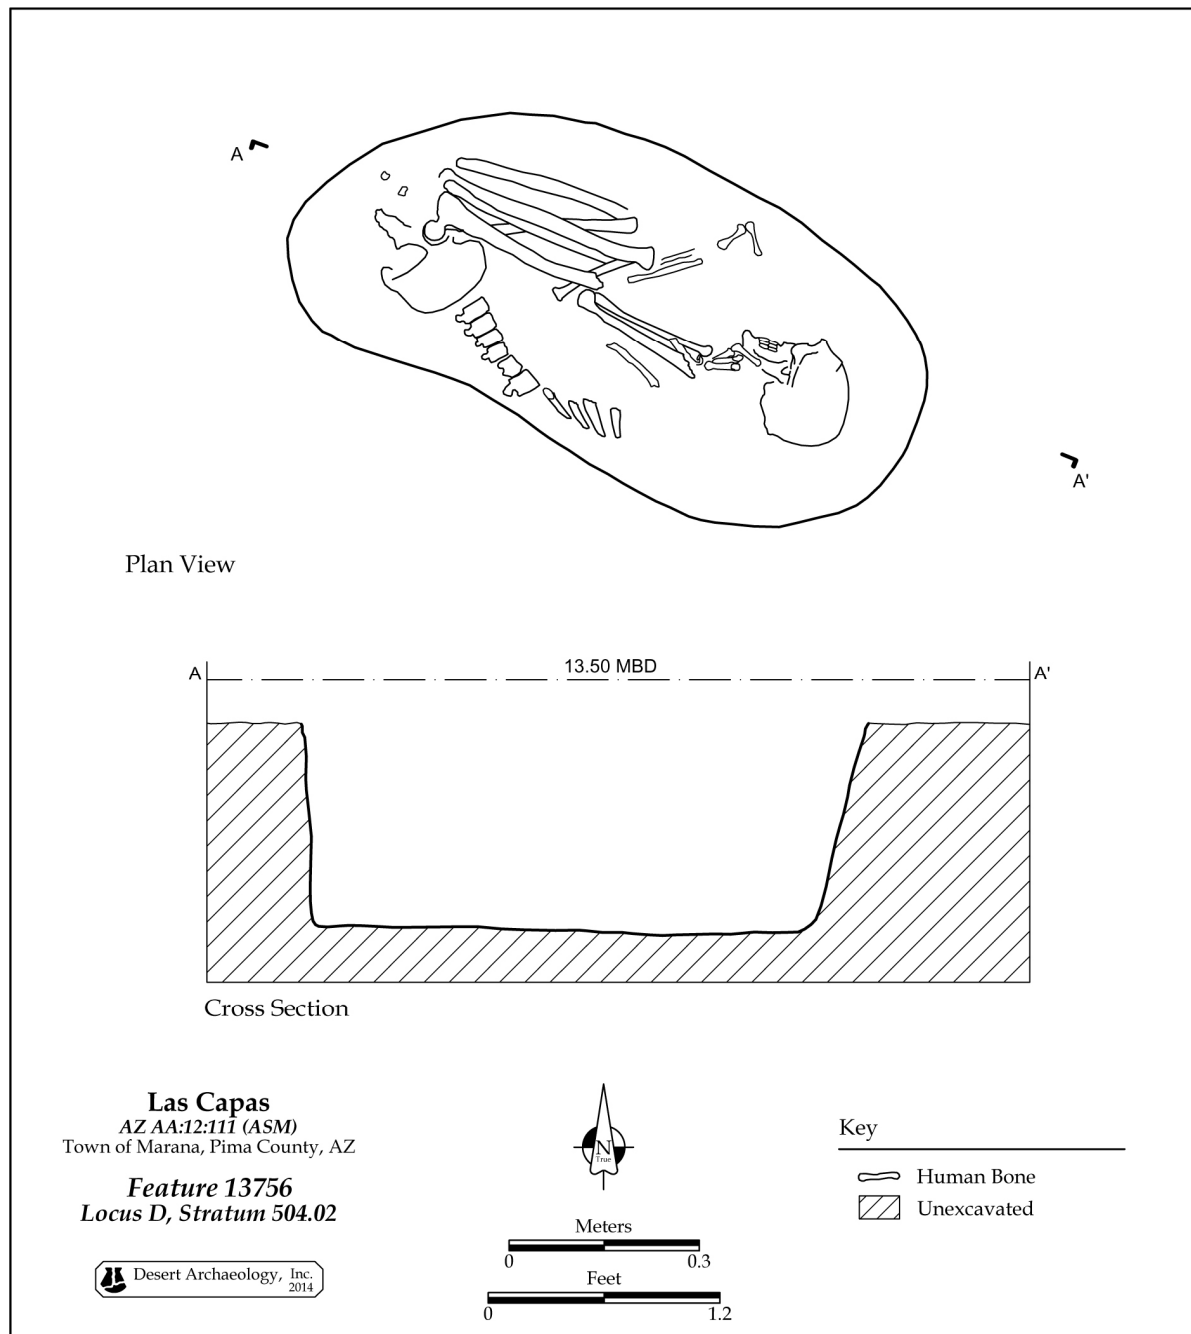 A
A'
Plan View
A
13.50 MBD
A'
Cross Section
Las Capas
AZ AA:12:111 (ASM)
Town of Marana, Pima County, AZ
Feature 13756
Locus D, Stratum 504.02
Desert Archaeology, Inc.
2014
N
True
Meters
0 0.3
Feet
0 1.2
Key
Human Bone
Unexcavated